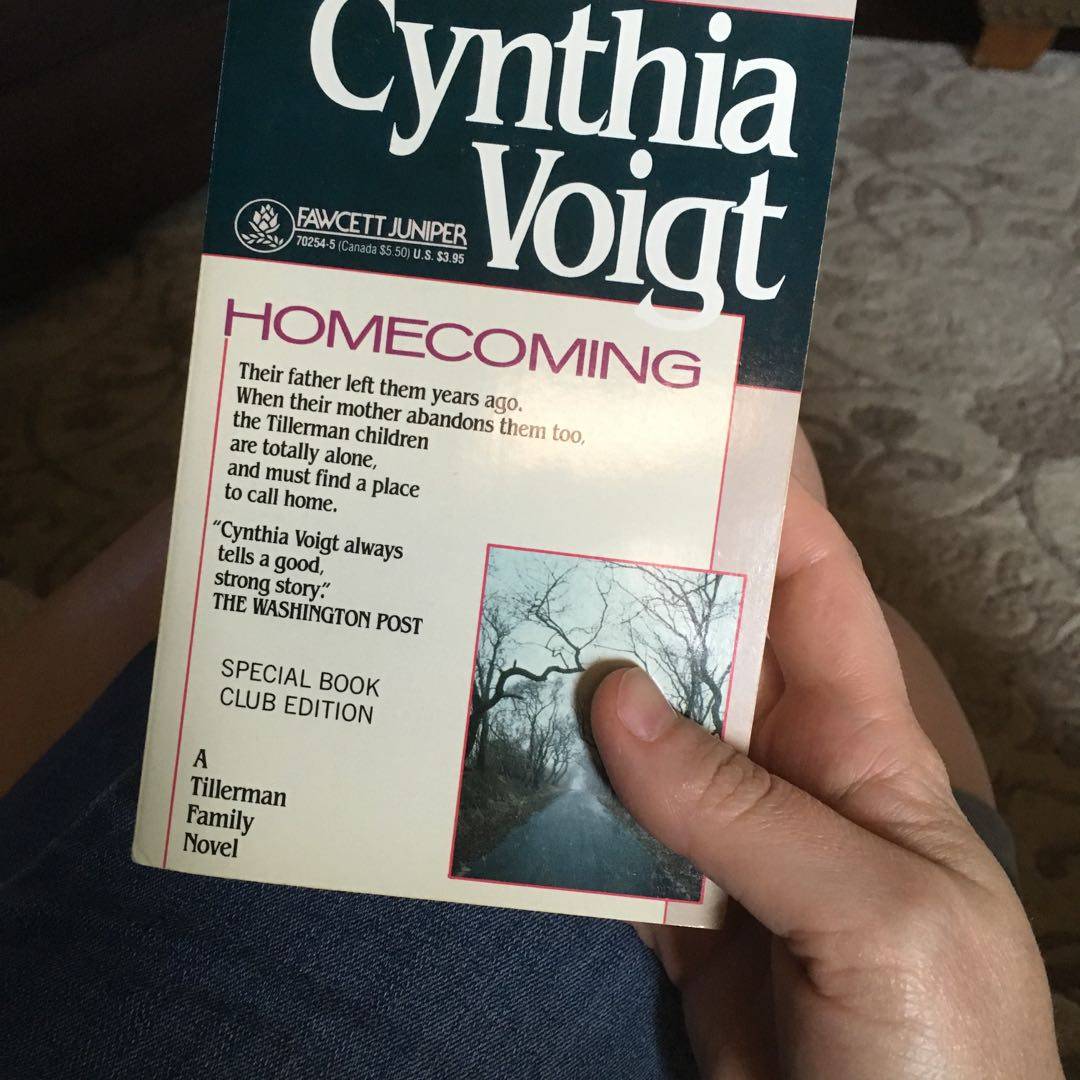 Cynthia
Voigt
FAWCETT JUNIPER
70254-5 (Canada $5.50) U.S. $3.95
HOMECOMING
Their father left them years ago.
When their mother abandons them too,
the Tillerman children
are totally alone,
and must find a place
to call home.
“Cynthia Voigt always
tells a good,
strong story.”
THE WASHINGTON POST
SPECIAL BOOK
CLUB EDITION
A
Tillerman
Family
Novel